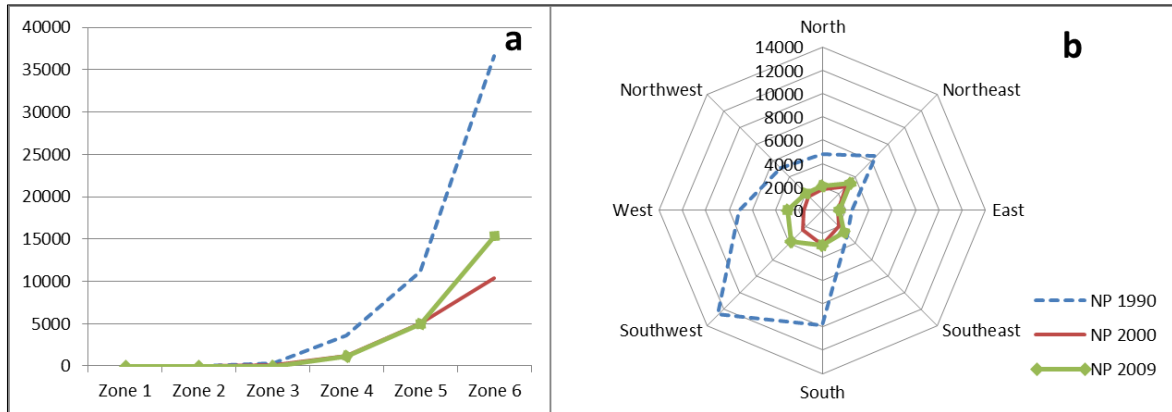 a
40000
35000
30000
25000
20000
15000
10000
5000
0
Zone 1 Zone 2 Zone 3 Zone 4 Zone 5 Zone 6
b
North
Northeast
East
Southeast
South
Southwest
West
Northwest
14000
12000
10000
8000
6000
4000
2000
0
NP 1990
NP 2000
NP 2009